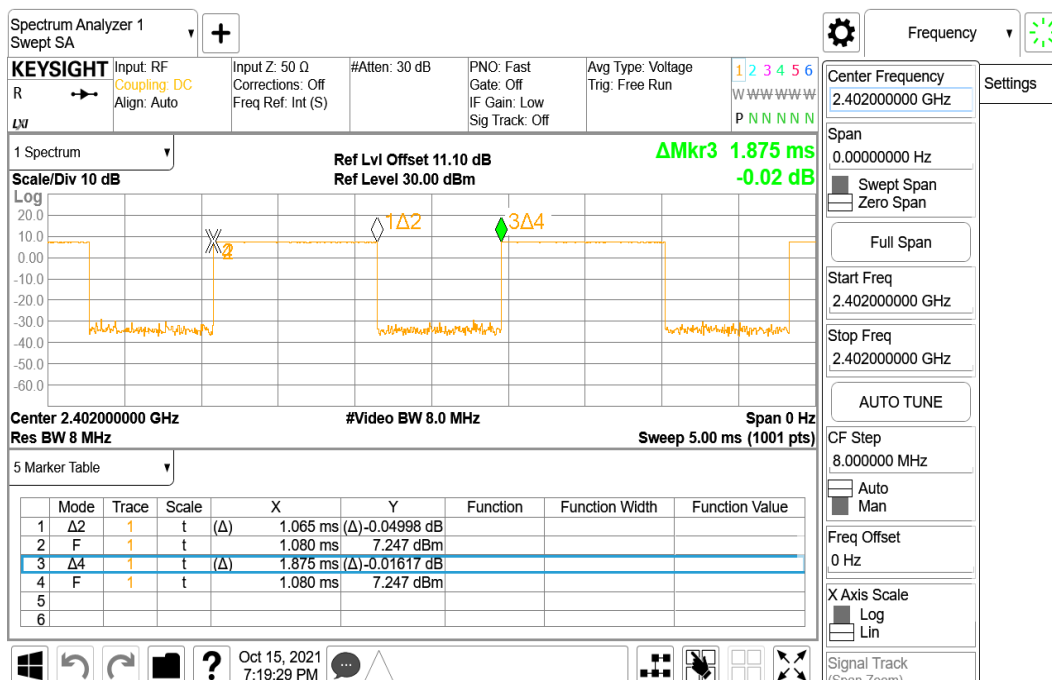 Spectrum Analyzer 1
Swept SA
Frequency
KEYSIGHT
R
LXI
Input: RF
Coupling: DC
Align: Auto
Input Z: 50 Ω
Corrections: Off
Freq Ref: Int (S)
#Atten: 30 dB
PNO: Fast
Gate: Off
IF Gain: Low
Sig Track: Off
Avg Type: Voltage
Trig: Free Run
1 2 3 4 5 6
W W W W W W
P N N N N N
1 Spectrum
Scale/Div 10 dB
Ref Lvl Offset 11.10 dB
Ref Level 30.00 dBm
ΔMkr3 1.875 ms
-0.02 dB
Log
20.0
10.0
0.00
-10.0
-20.0
-30.0
-40.0
-50.0
-60.0
1Δ2
3Δ4
Center 2.402000000 GHz
#Video BW 8.0 MHz
Span 0 Hz
Res BW 8 MHz
Sweep 5.00 ms (1001 pts)
5 Marker Table
Mode Trace Scale X Y Function Function Width Function Value
1 Δ2 1 t (Δ) 1.065 ms (Δ)-0.04998 dB
2 F 1 t 1.080 ms 7.247 dBm
3 Δ4 1 t (Δ) 1.875 ms (Δ)-0.01617 dB
4 F 1 t 1.080 ms 7.247 dBm
5
6
Oct 15, 2021
7:19:29 PM
Center Frequency
2.402000000 GHz
Span
0.00000000 Hz
Swept Span
Zero Span
Full Span
Start Freq
2.402000000 GHz
Stop Freq
2.402000000 GHz
AUTO TUNE
CF Step
8.000000 MHz
Auto
Man
Freq Offset
0 Hz
X Axis Scale
Log
Lin
Signal Track
(Span Zoom)
Settings